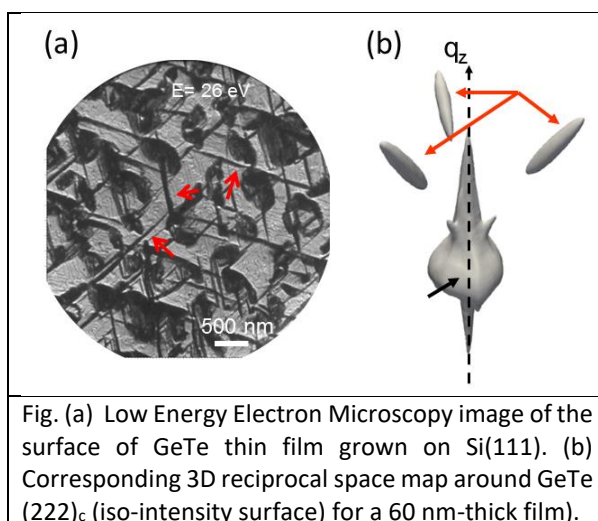 (a)
(b)
E= 26 eV
qz
500 nm
Fig. (a) Low Energy Electron Microscopy image of the
surface of GeTe thin film grown on Si(111). (b)
Corresponding 3D reciprocal space map around GeTe
(222)c (iso-intensity surface) for a 60 nm-thick film).